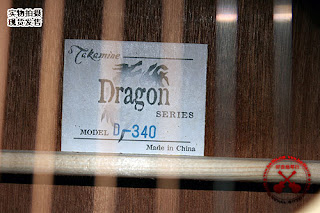 实物拍摄
现货发售
Takamine
Dragon
SERIES
MODEL D-340
Made in China